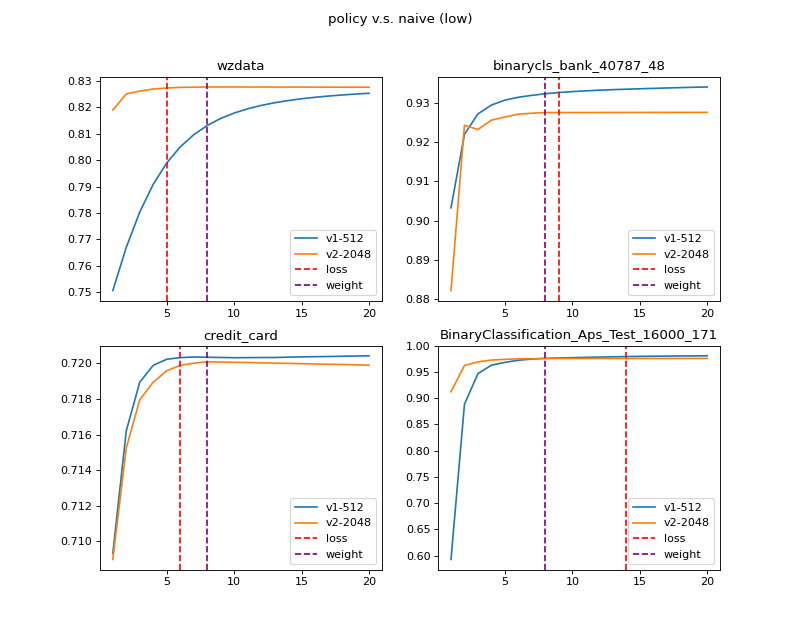 policy v.s. naive (low)
wzdata
0.83
0.82
0.81
0.80
0.79
0.78
0.77
0.76
0.75
5
10
15
20
v1-512
v2-2048
loss
weight
binarycls_bank_40787_48
0.93
0.92
0.91
0.90
0.89
0.88
5
10
15
20
v1-512
v2-2048
loss
weight
credit_card
0.720
0.718
0.716
0.714
0.712
0.710
5
10
15
20
v1-512
v2-2048
loss
weight
BinaryClassification_Aps_Test_16000_171
1.00
0.95
0.90
0.85
0.80
0.75
0.70
0.65
0.60
5
10
15
20
v1-512
v2-2048
loss
weight